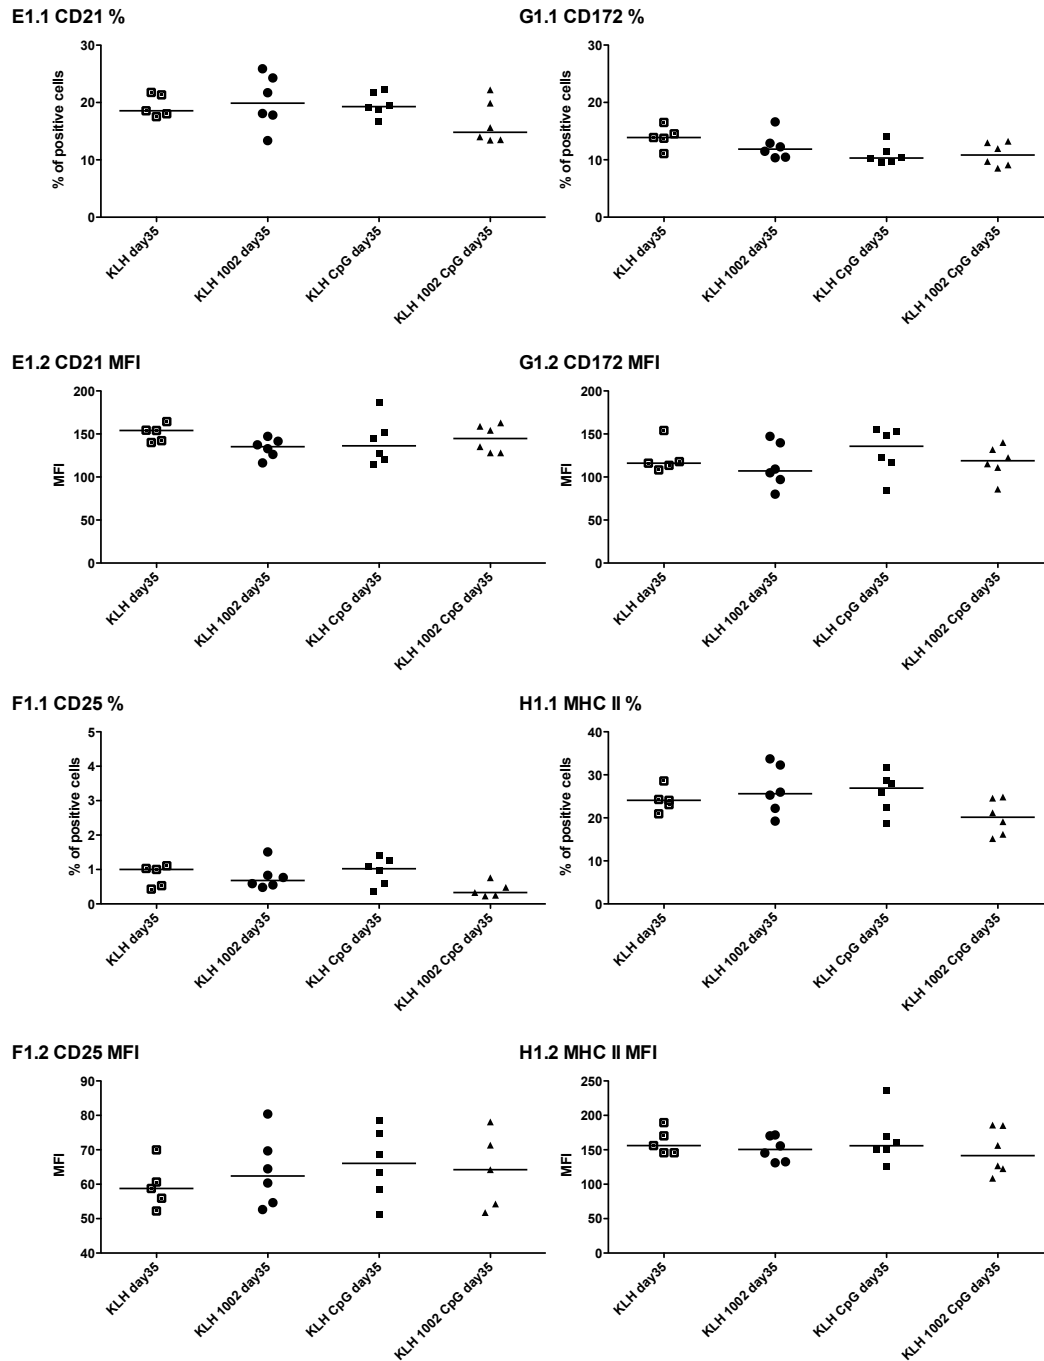 E1.1 CD21 %
% of positive cells
30
20
10
0
KLH day35
KLH 1002 day35
KLH CpG day35
KLH 1002 CpG day35
G1.1 CD172 %
% of positive cells
30
20
10
0
KLH day35
KLH 1002 day35
KLH CpG day35
KLH 1002 CpG day35
E1.2 CD21 MFI
MFI
200
150
100
50
0
KLH day35
KLH 1002 day35
KLH CpG day35
KLH 1002 CpG day35
G1.2 CD172 MFI
MFI
200
150
100
50
0
KLH day35
KLH 1002 day35
KLH CpG day35
KLH 1002 CpG day35
F1.1 CD25 %
% of positive cells
5
4
3
2
1
0
KLH day35
KLH 1002 day35
KLH CpG day35
KLH 1002 CpG day35
H1.1 MHC II %
% of positive cells
40
30
20
10
0
KLH day35
KLH 1002 day35
KLH CpG day35
KLH 1002 CpG day35
F1.2 CD25 MFI
MFI
90
80
70
60
50
40
KLH day35
KLH 1002 day35
KLH CpG day35
KLH 1002 CpG day35
H1.2 MHC II MFI
MFI
250
200
150
100
50
0
KLH day35
KLH 1002 day35
KLH CpG day35
KLH 1002 CpG day35